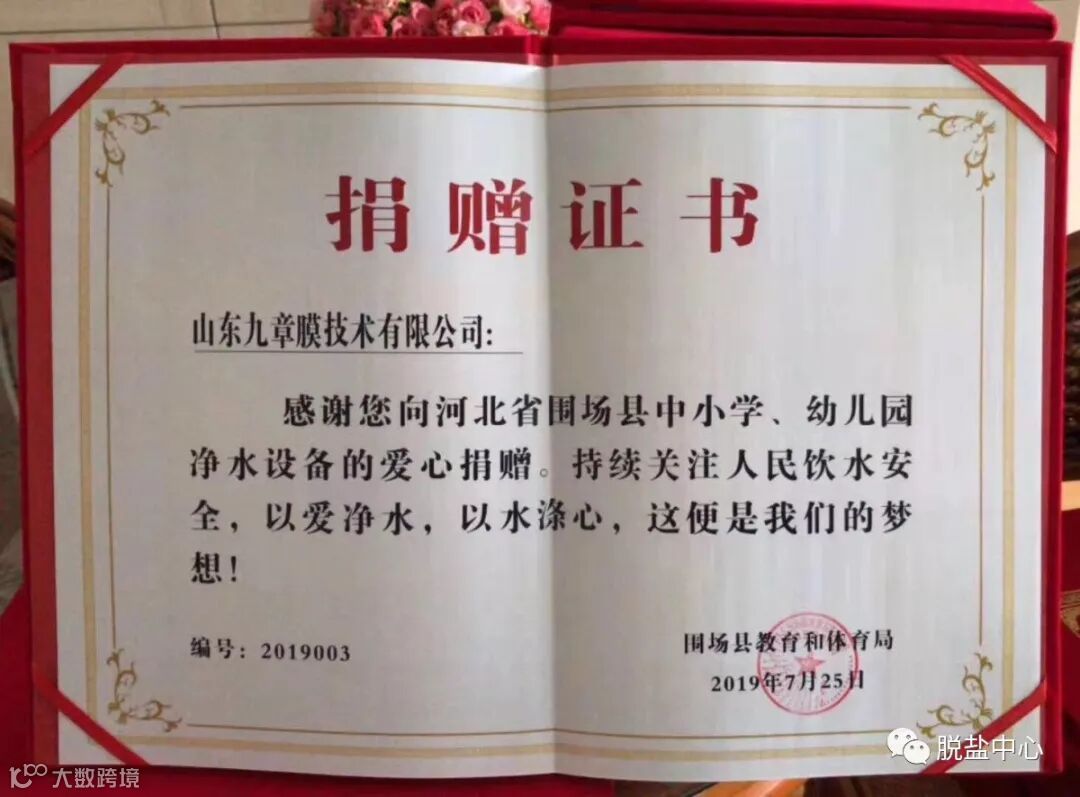 捐赠证书
山东九章膜技术有限公司:
感谢您向河北省围场县中小学、幼儿园
净水设备的爱心捐赠。持续关注人民饮水安
全，以爱净水，以水涤心，这便是我们的梦
想！
编号：2019003
围场县教育和体育局
2019年7月25日
脱盐中心
大数跨境